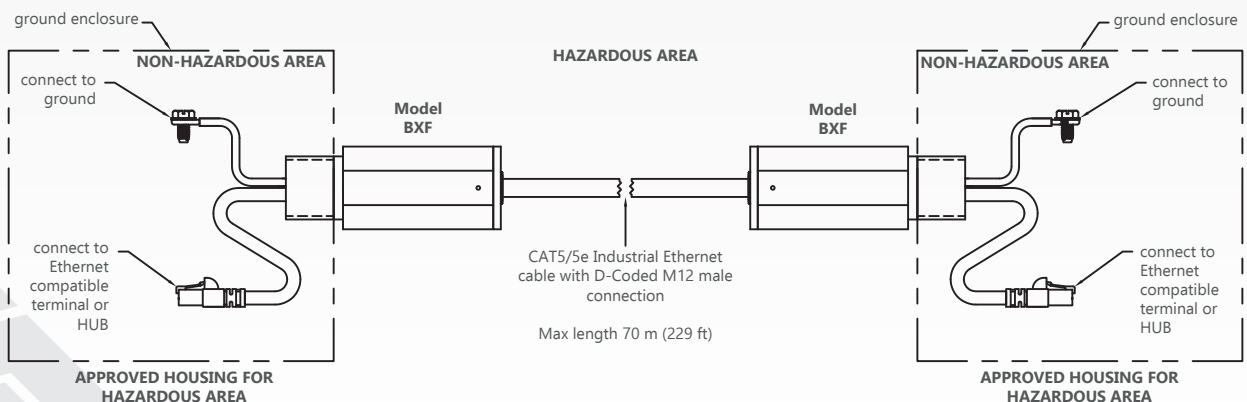 ground enclosure
NON-HAZARDOUS AREA
connect to
ground
Model
BXF
connect to
Ethernet
compatible
terminal or
HUB
APPROVED HOUSING FOR
HAZARDOUS AREA
HAZARDOUS AREA
CAT5/5e Industrial Ethernet
cable with D-Coded M12 male
connection
Max length 70 m (229 ft)
ground enclosure
NON-HAZARDOUS AREA
Model
BXF
connect to
ground
connect to
Ethernet
compatible
terminal or
HUB
APPROVED HOUSING FOR
HAZARDOUS AREA